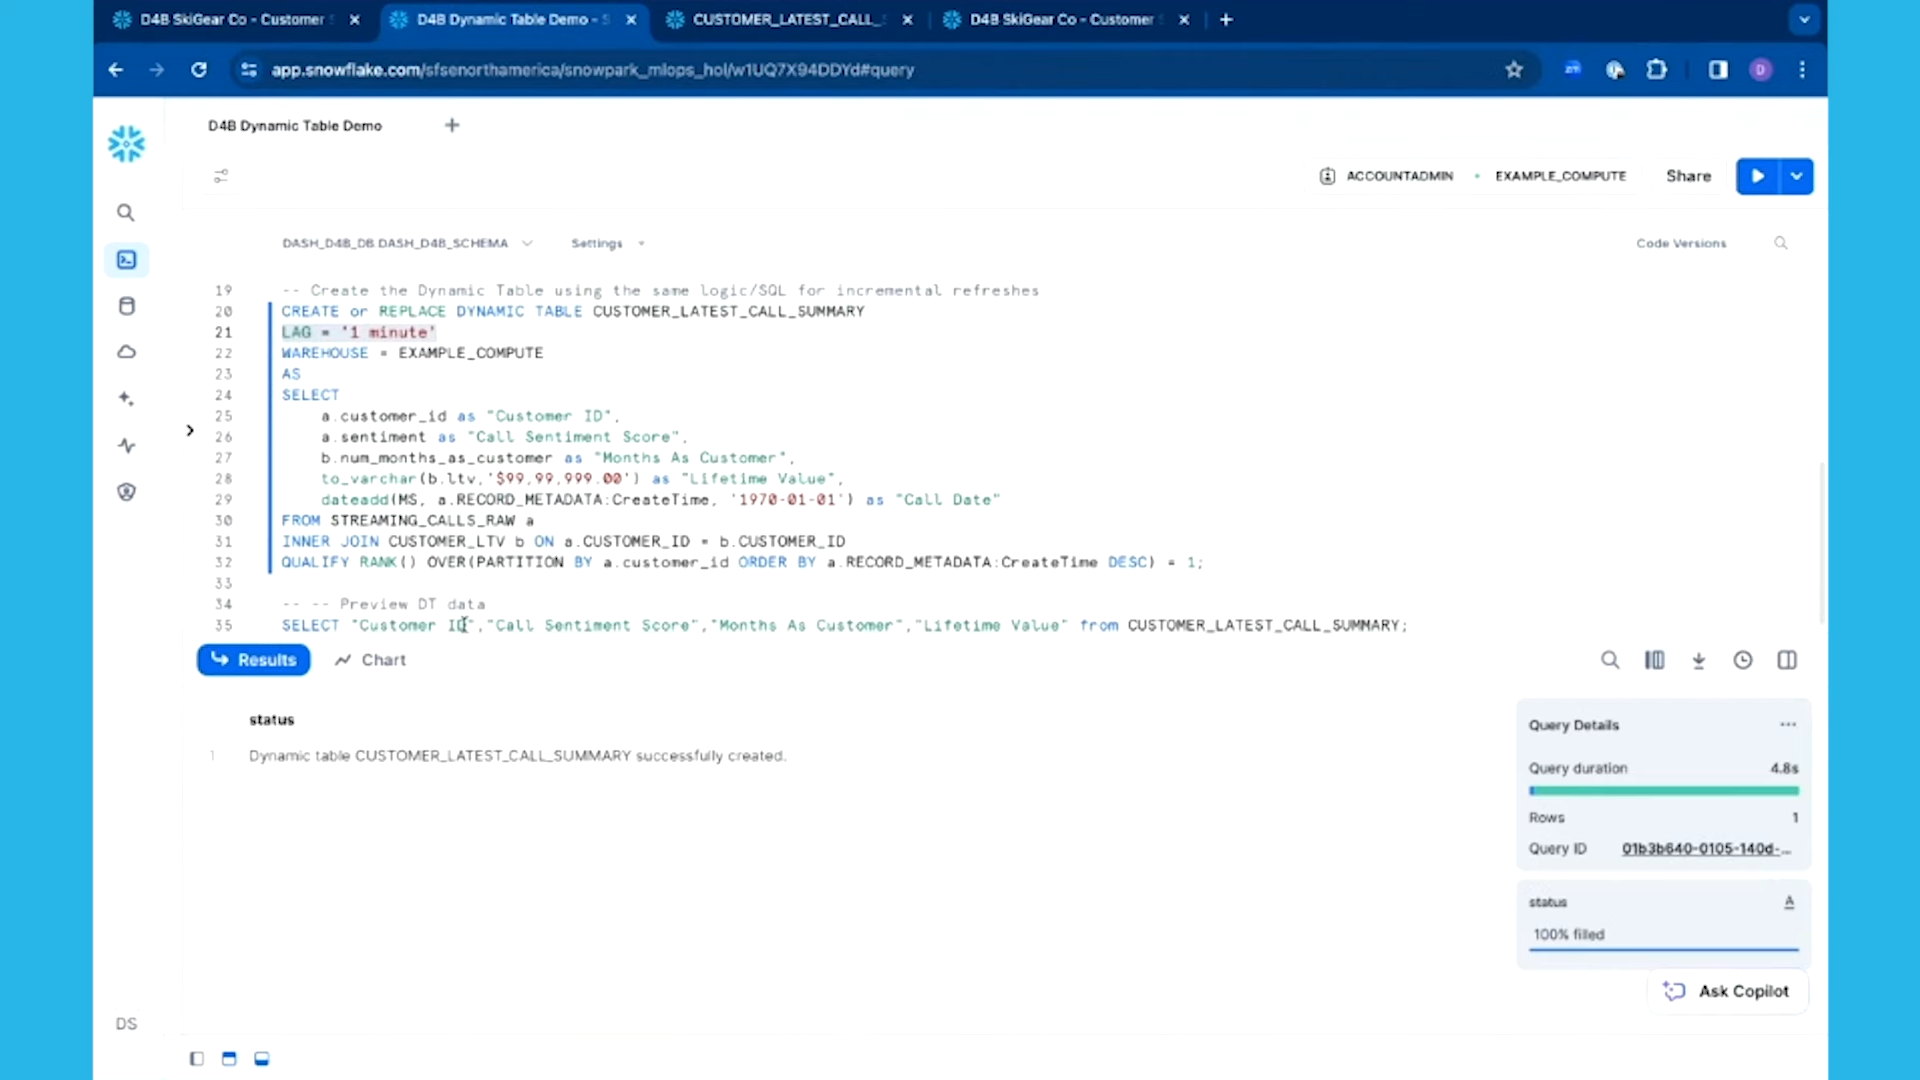 D4B SkiGear Co - Customer
D4B Dynamic Table Demo - S
CUSTOMER_LATEST_CALL_
D4B SkiGear Co - Customer
app.snowflake.com/sfsenorthamerica/snowpark_mlops_hol/w1UQ7X94DDYd#query
D
D4B Dynamic Table Demo
ACCOUNTADMIN
EXAMPLE_COMPUTE
Share
DASH_D4B_DB.DASH_D4B_SCHEMA
Settings
Code Versions
19 -- Create the Dynamic Table using the same logic/SQL for incremental refreshes
20 CREATE or REPLACE DYNAMIC TABLE CUSTOMER_LATEST_CALL_SUMMARY
21 LAG = '1 minute'
22 WAREHOUSE = EXAMPLE_COMPUTE
23 AS
24 SELECT
25 a.customer_id as "Customer ID",
26 a.sentiment as "Call Sentiment Score",
27 b.num_months_as_customer as "Months As Customer",
28 to_varchar(b.ltv,'$99,99,999.00') as "Lifetime Value",
29 dateadd(MS, a.RECORD_METADATA:CreateTime, '1970-01-01') as "Call Date"
30 FROM STREAMING_CALLS_RAW a
31 INNER JOIN CUSTOMER_LTV b ON a.CUSTOMER_ID = b.CUSTOMER_ID
32 QUALIFY RANK() OVER(PARTITION BY a.customer_id ORDER BY a.RECORD_METADATA:CreateTime DESC) = 1;
33
34 -- -- Preview DT data
35 SELECT "Customer ID","Call Sentiment Score","Months As Customer","Lifetime Value" from CUSTOMER_LATEST_CALL_SUMMARY;
Results
Chart
status
1 Dynamic table CUSTOMER_LATEST_CALL_SUMMARY successfully created.
Query Details
...
Query duration 4.8s
Rows 1
Query ID 01b3b640-0105-140d-...
status A
100% filled
Ask Copilot
DS